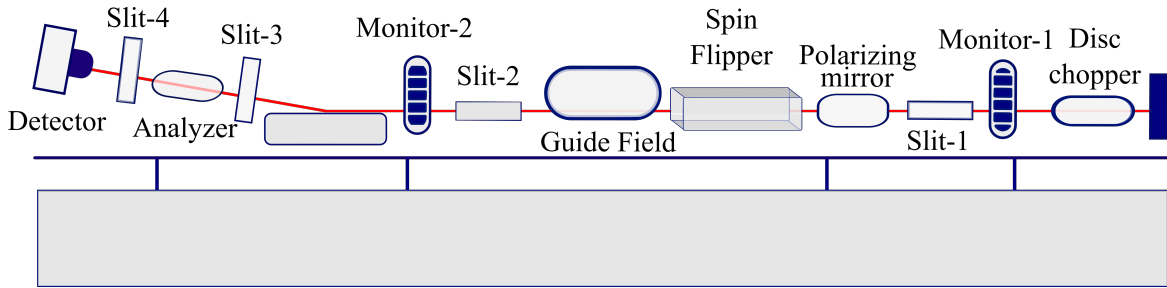 Slit-4
Slit-3
Monitor-2
Slit-2
Spin
Flipper
Polarizing
mirror
Monitor-1
Disc
chopper
Detector
Analyzer
Guide Field
Slit-1